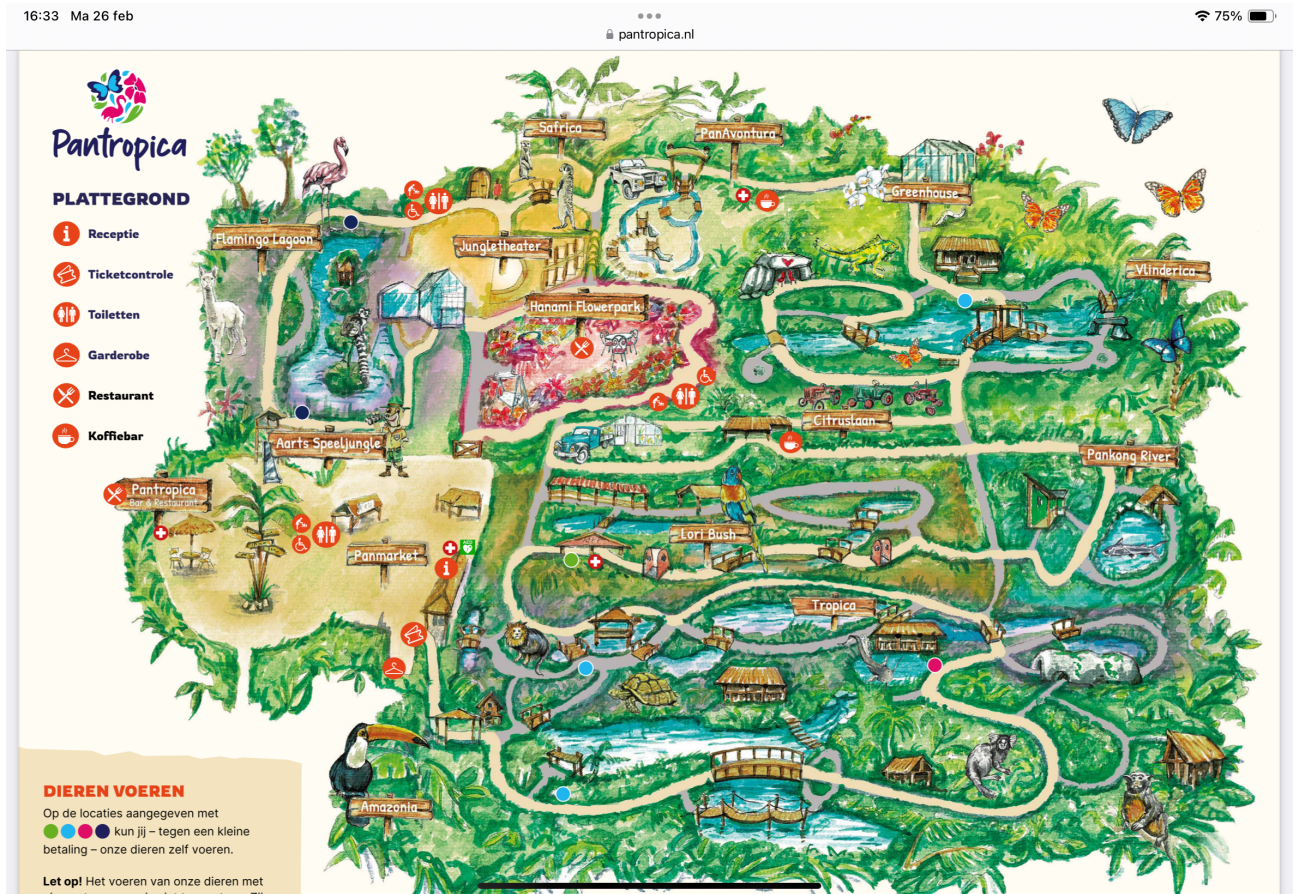 16:33 Ma 26 feb
75%
pantropica.nl
Pantropica
PLATTEGROND
Receptie
Ticketcontrole
Toiletten
Garderobe
Restaurant
Koffiebar
Safrica
PanAvontura
Greenhouse
Flamingo Lagoon
Jungletheater
Vlinderica
Hanami Flowerpark
Citruslaan
Aarts Speeljungle
Pankong River
Pantropica
Bar & Restaurant
Lori Bush
Panmarket
AED
Tropica
Amazonia
DIEREN VOEREN
Op de locaties aangegeven met
kun jij – tegen een kleine
betaling – onze dieren zelf voeren.
Let op! Het voeren van onze dieren met